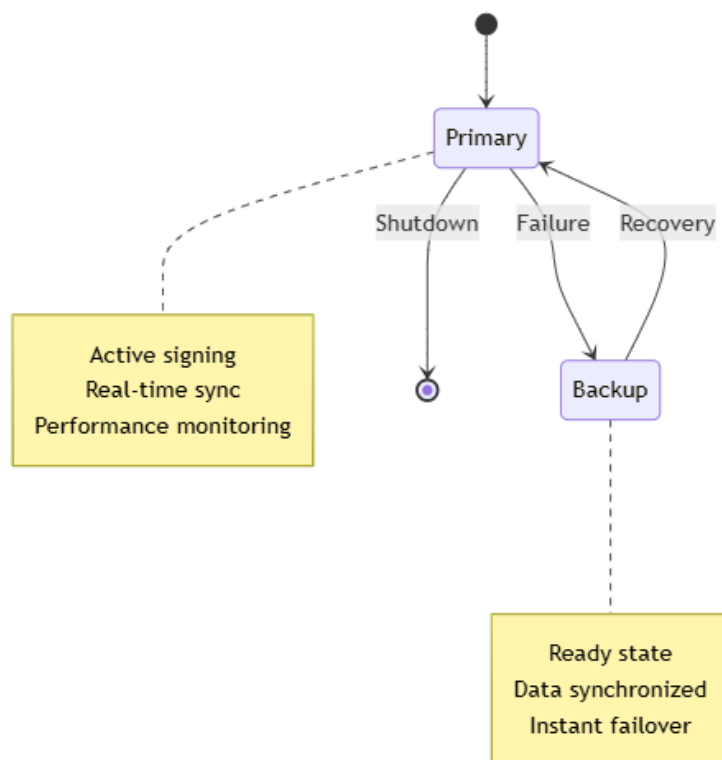 Primary
Shutdown
Failure
Recovery
Active signing
Real-time sync
Performance monitoring
Backup
Ready state
Data synchronized
Instant failover